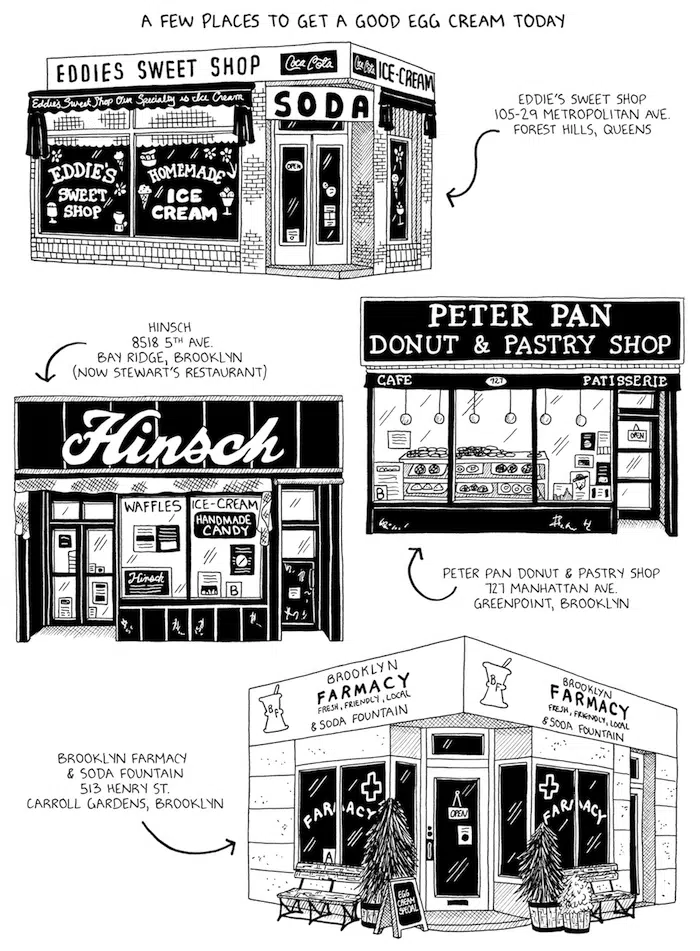 A FEW PLACES TO GET A GOOD EGG CREAM TODAY
EDDIES SWEET SHOP
Coca Cola
Coca Cola
ICE-CREAM
Eddie's Sweet Shop Our Specialty is Ice Cream
SODA
EDDIE'S
SWEET
SHOP
HOMEMADE
ICE
CREAM
OPEN
EDDIE'S SWEET SHOP
105-29 METROPOLITAN AVE.
FOREST HILLS, QUEENS
HINSCH
8518 5TH AVE.
BAY RIDGE, BROOKLYN
(NOW STEWART'S RESTAURANT)
PETER PAN
DONUT & PASTRY SHOP
CAFE
727
PATISSERIE
OPEN
B
Hinsch
WAFFLES
ICE-CREAM
HANDMADE
CANDY
Hinsch
B
PETER PAN DONUT & PASTRY SHOP
727 MANHATTAN AVE.
GREENPOINT, BROOKLYN
BROOKLYN
FARMACY
FRESH, FRIENDLY, LOCAL
& SODA FOUNTAIN
BF
BROOKLYN
FARMACY
FRESH, FRIENDLY, LOCAL
& SODA FOUNTAIN
BF
BROOKLYN FARMACY
& SODA FOUNTAIN
513 HENRY ST.
CARROLL GARDENS, BROOKLYN
FARMACY
A
OPEN
FARMACY
EGG
CREAM
SPECIAL